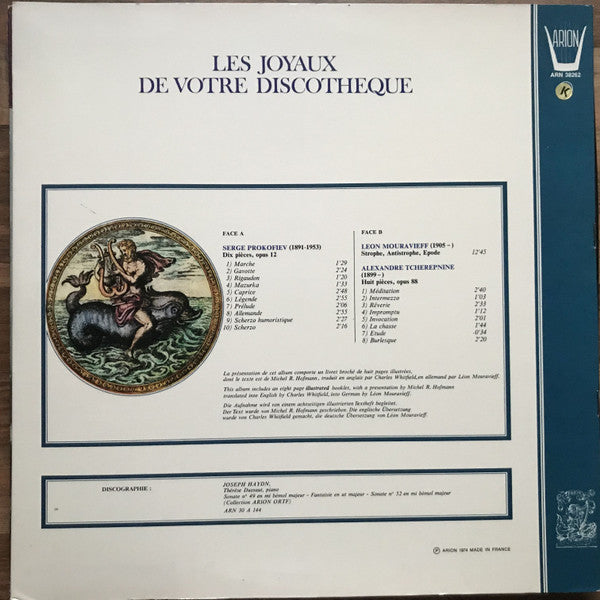 LES JOYAUX
DE VOTRE DISCOTHEQUE
ARION
ARN 38262
K
FACE A
SERGE PROKOFIEV (1891-1953)
Dix pièces, opus 12
1) Marche 1'29
2) Gavotte 2'24
3) Rigaudon 1'20
4) Mazurka 1'33
5) Caprice 2'48
6) Légende 2'55
7) Prélude 2'06
8) Allemande 2'55
9) Scherzo humoristique 2'27
10) Scherzo 2'16
FACE B
LEON MOURAVIEFF (1905 - )
Strophe, Antistrophe, Epode 12'45
ALEXANDRE TCHEREPNINE
(1899 - )
Huit pièces, opus 88
1) Méditation 2'40
2) Intermezzo 1'03
3) Rêverie 2'33
4) Impromptu 1'12
5) Invocation 2'01
6) La chasse 1'44
7) Etude 0'34
8) Burlesque 2'20
La présentation de cet album comporte un livret broché de huit pages illustrées,
dont le texte est de Michel R. Hofmann, traduit en anglais par Charles Whitfield,en allemand par Léon Mouravieff.
This album includes an eight page illustrated booklet, with a presentation by Michel R. Hofmann
translated into English by Charles Whitfield, into German by Léon Mouravieff.
Die Aufnahme wird von einem achtseitigen illustrierten Textheft begleitet.
Der Text wurde von Michel R. Hofmann geschrieben. Die englische Übersetzung
wurde von Charles Whitfield gemacht, die deutsche Übersetzung von Léon Mouravieff.
DISCOGRAPHIE :
JOSEPH HAYDN,
Thérèse Dussaut, piano
Sonate n° 49 en mi bémol majeur - Fantaisie en ut majeur - Sonate n° 52 en mi bémol majeur
(Collection ARION ORTF)
ARN 30 A 144
Ⓟ ARION 1974 MADE IN FRANCE